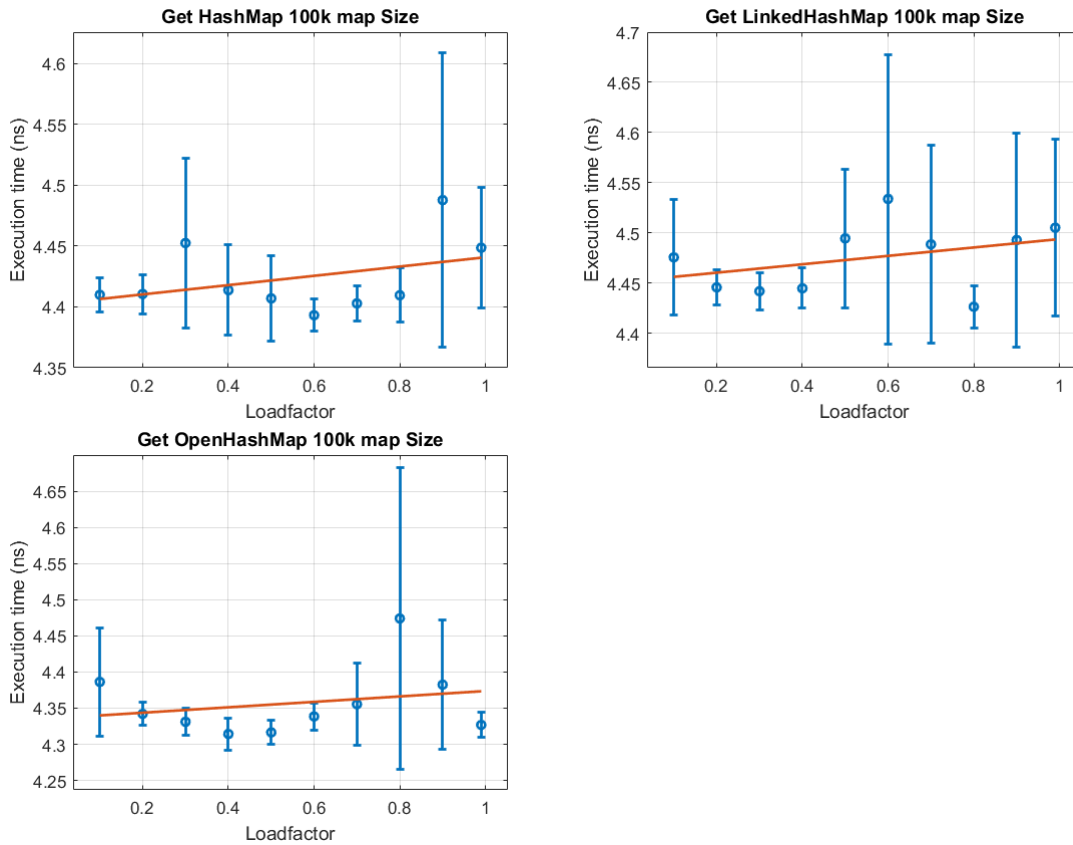 Get HashMap 100k map Size
4.6
4.55
4.5
4.45
4.4
4.35
Execution time (ns)
0.2 0.4 0.6 0.8 1
Loadfactor
Get LinkedHashMap 100k map Size
4.7
4.65
4.6
4.55
4.5
4.45
4.4
Execution time (ns)
0.2 0.4 0.6 0.8 1
Loadfactor
Get OpenHashMap 100k map Size
4.65
4.6
4.55
4.5
4.45
4.4
4.35
4.3
4.25
Execution time (ns)
0.2 0.4 0.6 0.8 1
Loadfactor